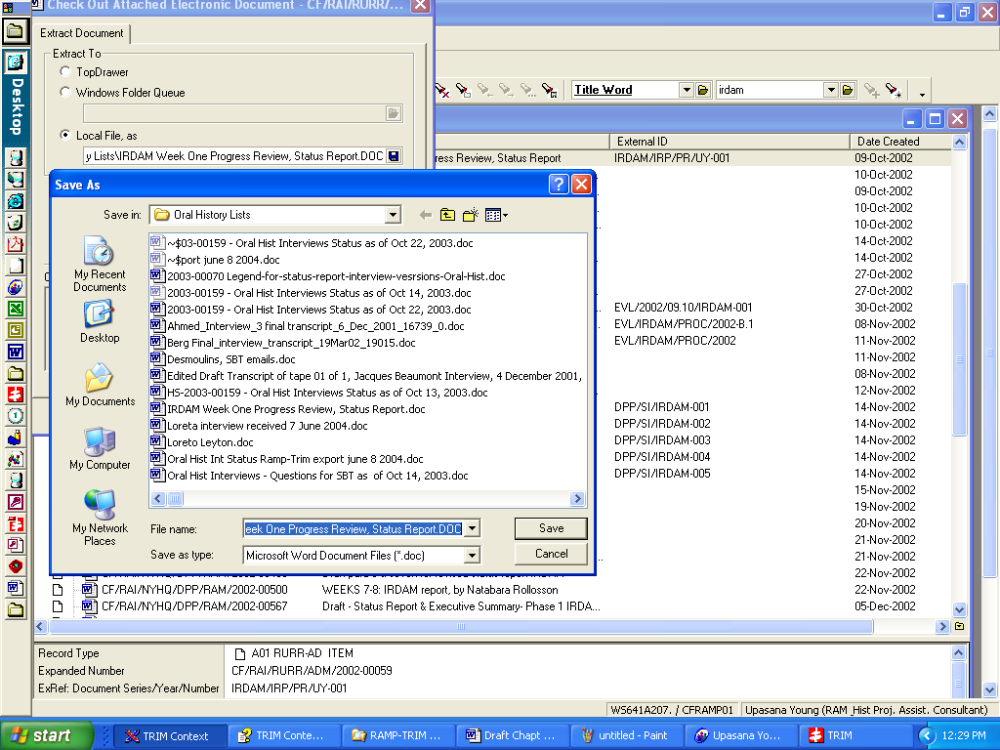 Check Out Attached Electronic Document - CF/RAI/RURR/...
Extract Document
Extract To
TopDrawer
Windows Folder Queue
Local File, as
y Lists\IRDAM Week One Progress Review, Status Report.DOC
Title Word
irdam
Desktop
External ID
Date Created
ress Review, Status Report
IRDAM/IRP/PR/UY-001
09-Oct-2002
10-Oct-2002
09-Oct-2002
10-Oct-2002
14-Oct-2002
14-Oct-2002
27-Oct-2002
27-Oct-2002
EVL/2002/09.10/IRDAM-001
30-Oct-2002
EVL/IRDAM/PROC/2002-B.1
08-Nov-2002
EVL/IRDAM/PROC/2002
11-Nov-2002
11-Nov-2002
08-Nov-2002
12-Nov-2002
DPP/SI/IRDAM-001
14-Nov-2002
DPP/SI/IRDAM-002
14-Nov-2002
DPP/SI/IRDAM-003
14-Nov-2002
DPP/SI/IRDAM-004
14-Nov-2002
DPP/SI/IRDAM-005
14-Nov-2002
15-Nov-2002
19-Nov-2002
20-Nov-2002
20-Nov-2002
21-Nov-2002
21-Nov-2002
22-Nov-2002
Save As
Save in:
Oral History Lists
My Recent Documents
Desktop
My Documents
My Computer
My Network Places
~$03-00159 - Oral Hist Interviews Status as of Oct 22, 2003.doc
~$port june 8 2004.doc
2003-00070 Legend-for-status-report-interview-vesrsions-Oral-Hist.doc
2003-00159 - Oral Hist Interviews Status as of Oct 14, 2003.doc
2003-00159 - Oral Hist Interviews Status as of Oct 22, 2003.doc
Ahmed_Interview_3 final transcript_6_Dec_2001_16739_0.doc
Berg Final_interview_transcript_19Mar02_19015.doc
Desmoulins, SBT emails.doc
Edited Draft Transcript of tape 01 of 1, Jacques Beaumont Interview, 4 December 2001,
HS-2003-00159 - Oral Hist Interviews Status as of Oct 13, 2003.doc
IRDAM Week One Progress Review, Status Report.doc
Loreta interview received 7 June 2004.doc
Loreto Leyton.doc
Oral Hist Int Status Ramp-Trim export june 8 2004.doc
Oral Hist Interviews - Questions for SBT as of Oct 14, 2003.doc
File name:
eek One Progress Review, Status Report.DOC
Save
Save as type:
Microsoft Word Document Files (*.doc)
Cancel
CF/RAI/NYHQ/DPP/RAM/2002-00500
WEEKS 7-8: IRDAM report, by Natabara Rollosson
22-Nov-2002
CF/RAI/NYHQ/DPP/RAM/2002-00567
Draft - Status Report & Executive Summary- Phase 1 IRDA...
05-Dec-2002
Record Type
A01 RURR-AD ITEM
Expanded Number
CF/RAI/RURR/ADM/2002-00059
ExRef: Document Series/Year/Number
IRDAM/IRP/PR/UY-001
WS641A207. / CFRAMP01
Upasana Young (RAM_Hist Proj. Assist. Consultant)
start
TRIM Context
TRIM Conte...
RAMP-TRIM ...
Draft Chapt ...
untitled - Paint
Upasana Yo...
TRIM
12:29 PM